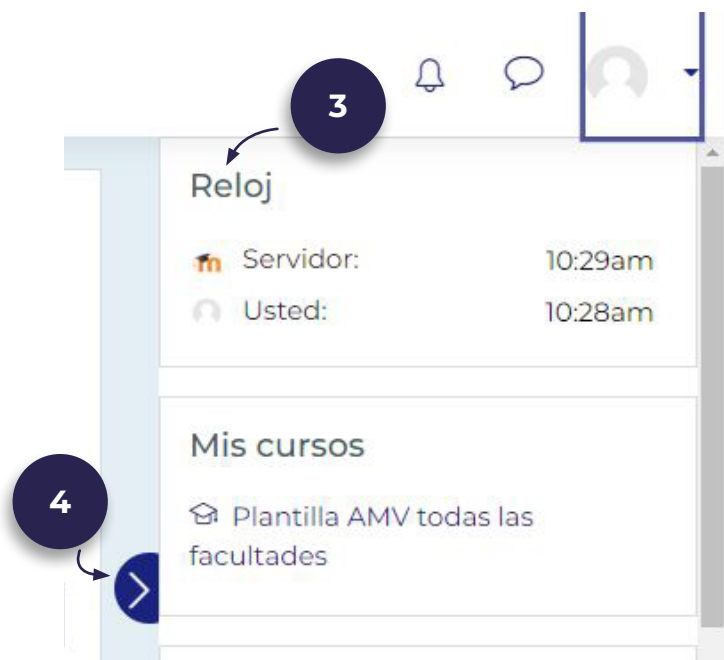 3
Reloj
Servidor: 10:29am
Usted: 10:28am
Mis cursos
4
Plantilla AMV todas las
facultades